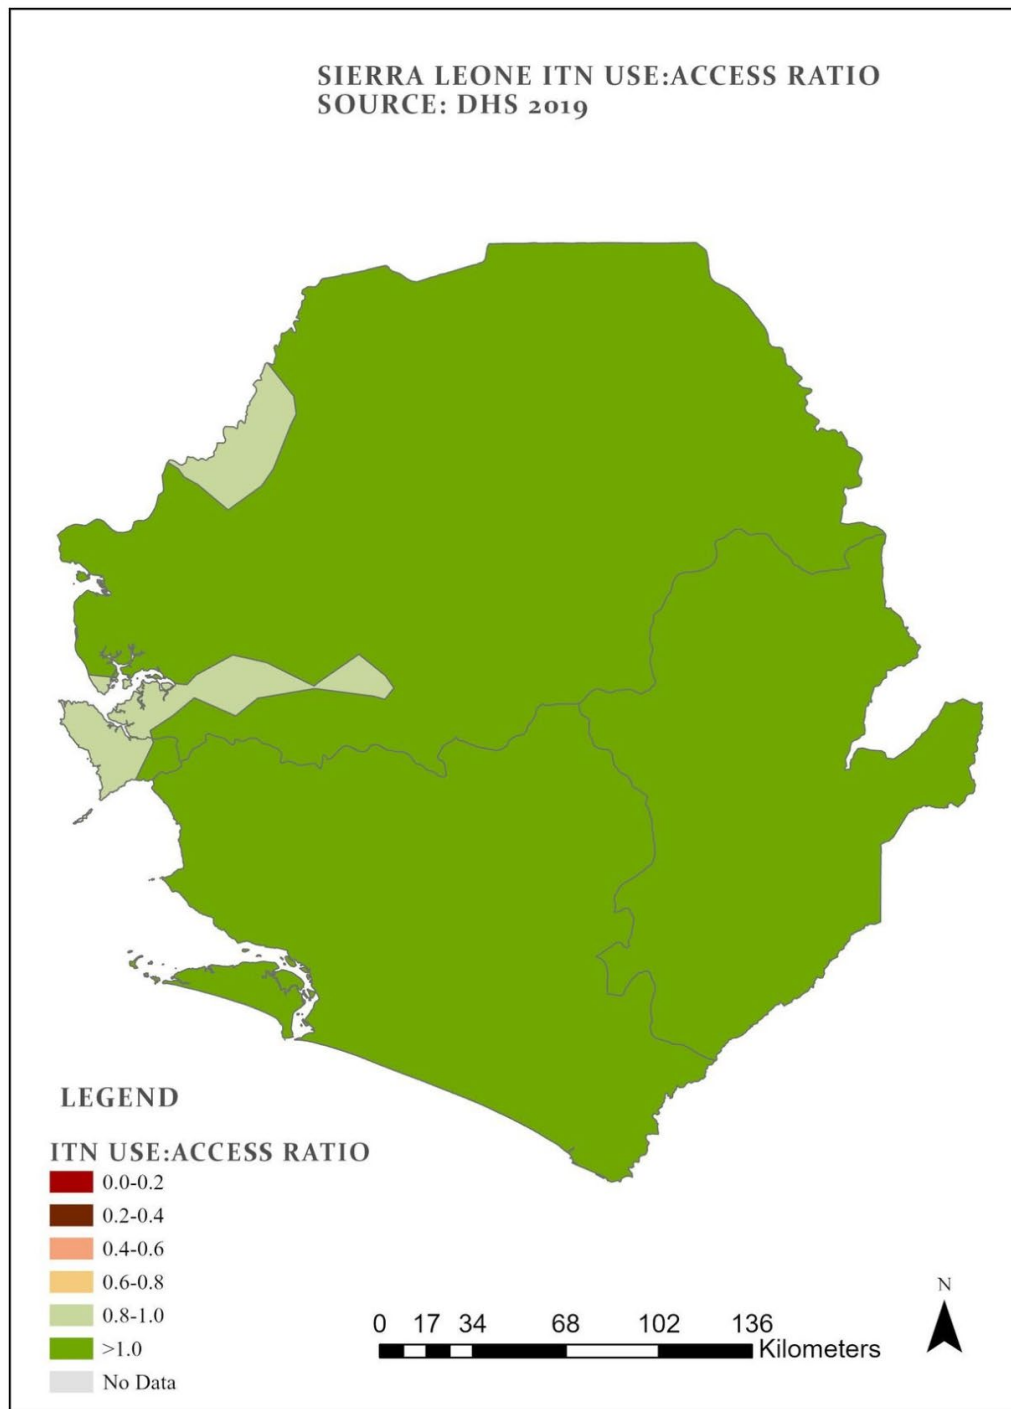 SIERRA LEONE ITN USE:ACCESS RATIO
SOURCE: DHS 2019
LEGEND
ITN USE:ACCESS RATIO
0.0-0.2
0.2-0.4
0.4-0.6
0.6-0.8
0.8-1.0
>1.0
No Data
0 17 34 68 102 136
Kilometers
N